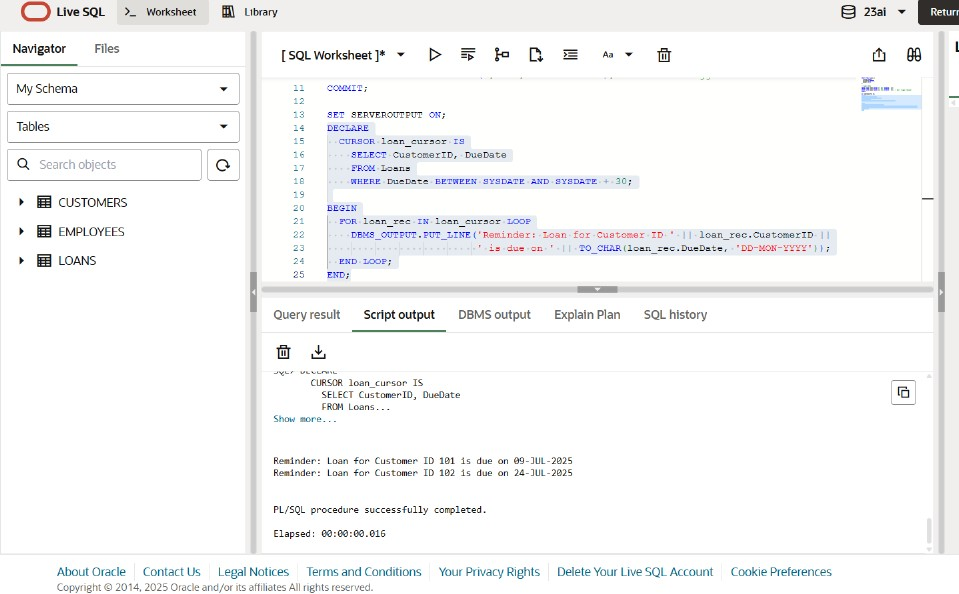 Live SQL
Worksheet
Library
23ai
Return
Navigator
Files
My Schema
Tables
Search objects
CUSTOMERS
EMPLOYEES
LOANS
[ SQL Worksheet ]*
Aa
11 COMMIT;
12
13 SET SERVEROUTPUT ON;
14 DECLARE
15 CURSOR loan_cursor IS
16 SELECT CustomerID, DueDate
17 FROM Loans
18 WHERE DueDate BETWEEN SYSDATE AND SYSDATE + 30;
19
20 BEGIN
21 FOR loan_rec IN loan_cursor LOOP
22 DBMS_OUTPUT.PUT_LINE('Reminder: Loan for Customer ID ' || loan_rec.CustomerID ||
23 ' is due on ' || TO_CHAR(loan_rec.DueDate, 'DD-MON-YYYY'));
24 END LOOP;
25 END;
Query result
Script output
DBMS output
Explain Plan
SQL history
SQL> DECLARE
CURSOR loan_cursor IS
SELECT CustomerID, DueDate
FROM Loans...
Show more...
Reminder: Loan for Customer ID 101 is due on 09-JUL-2025
Reminder: Loan for Customer ID 102 is due on 24-JUL-2025
PL/SQL procedure successfully completed.
Elapsed: 00:00:00.016
About Oracle
Contact Us
Legal Notices
Terms and Conditions
Your Privacy Rights
Delete Your Live SQL Account
Cookie Preferences
Copyright © 2014, 2025 Oracle and/or its affiliates All rights reserved.